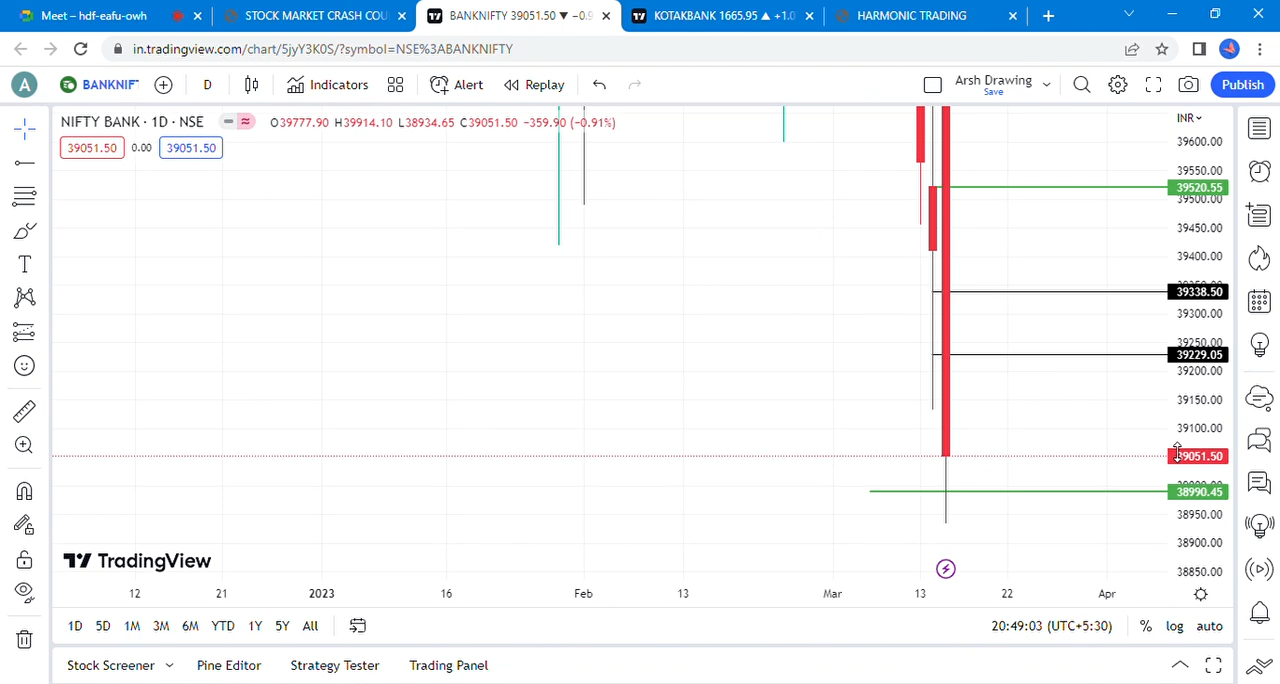 Meet – hdf-eafu-owh
STOCK MARKET CRASH COU
BANKNIFTY 39051.50 ▼ −0.9
KOTAKBANK 1665.95 ▲ +1.0
HARMONIC TRADING
in.tradingview.com/chart/5jyY3K0S/?symbol=NSE%3ABANKNIFTY
A
BANKNIF
D
Indicators
Alert
Replay
Arsh Drawing
Save
Publish
NIFTY BANK · 1D · NSE
O39777.90 H39914.10 L38934.65 C39051.50 −359.90 (−0.91%)
INR
39051.50 0.00 39051.50
39600.00
39550.00
39520.55
39500.00
39450.00
39400.00
39338.50
39300.00
39250.00
39229.05
39200.00
39150.00
39100.00
39051.50
38990.45
38950.00
38900.00
38850.00
TradingView
12 21 2023 16 Feb 13 Mar 13 22 Apr
1D 5D 1M 3M 6M YTD 1Y 5Y All
20:49:03 (UTC+5:30) % log auto
Stock Screener Pine Editor Strategy Tester Trading Panel